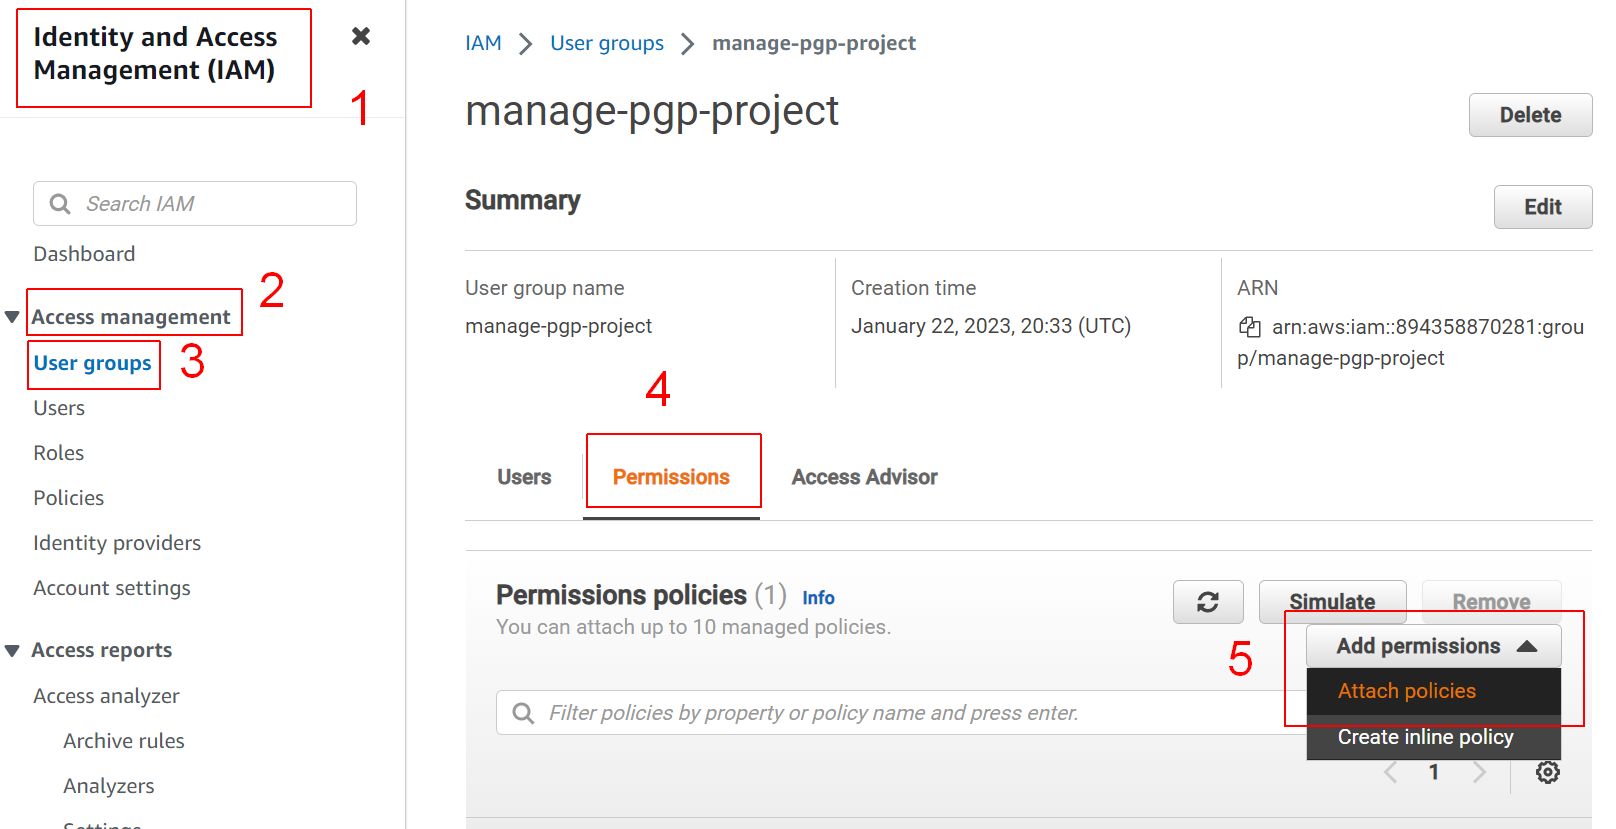 Identity and Access
Management (IAM)
1
Search IAM
Dashboard
2
Access management
User groups
3
Users
Roles
Policies
Identity providers
Account settings
Access reports
Access analyzer
Archive rules
Analyzers
Settings
IAM > User groups > manage-pgp-project
manage-pgp-project
Delete
Summary
Edit
User group name
manage-pgp-project
Creation time
January 22, 2023, 20:33 (UTC)
ARN
arn:aws:iam::894358870281:grou
p/manage-pgp-project
4
Users
Permissions
Access Advisor
Permissions policies (1) Info
You can attach up to 10 managed policies.
Simulate
Remove
5
Add permissions
Attach policies
Create inline policy
Filter policies by property or policy name and press enter.
1